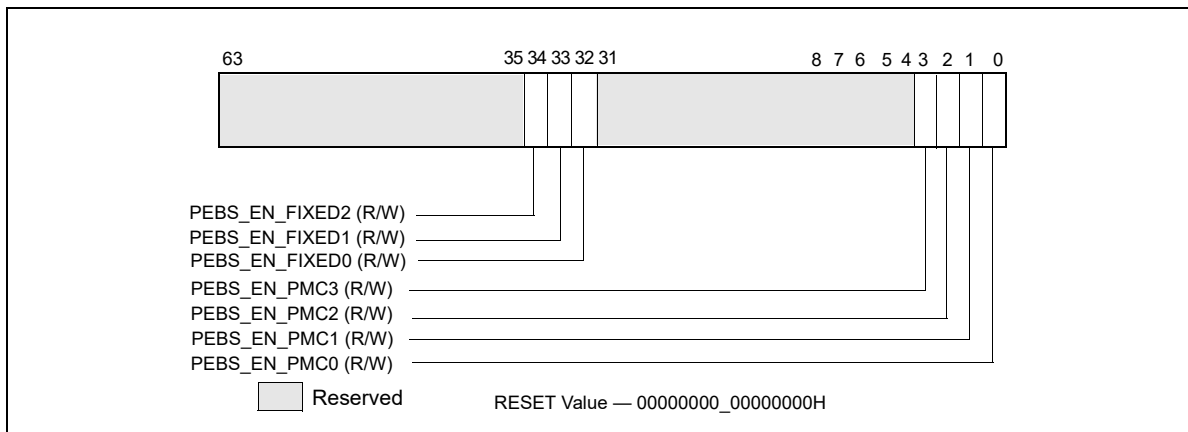 63 35 34 33 32 31 8 7 6 5 4 3 2 1 0
PEBS_EN_FIXED2 (R/W)
PEBS_EN_FIXED1 (R/W)
PEBS_EN_FIXED0 (R/W)
PEBS_EN_PMC3 (R/W)
PEBS_EN_PMC2 (R/W)
PEBS_EN_PMC1 (R/W)
PEBS_EN_PMC0 (R/W)
Reserved RESET Value — 00000000_00000000H